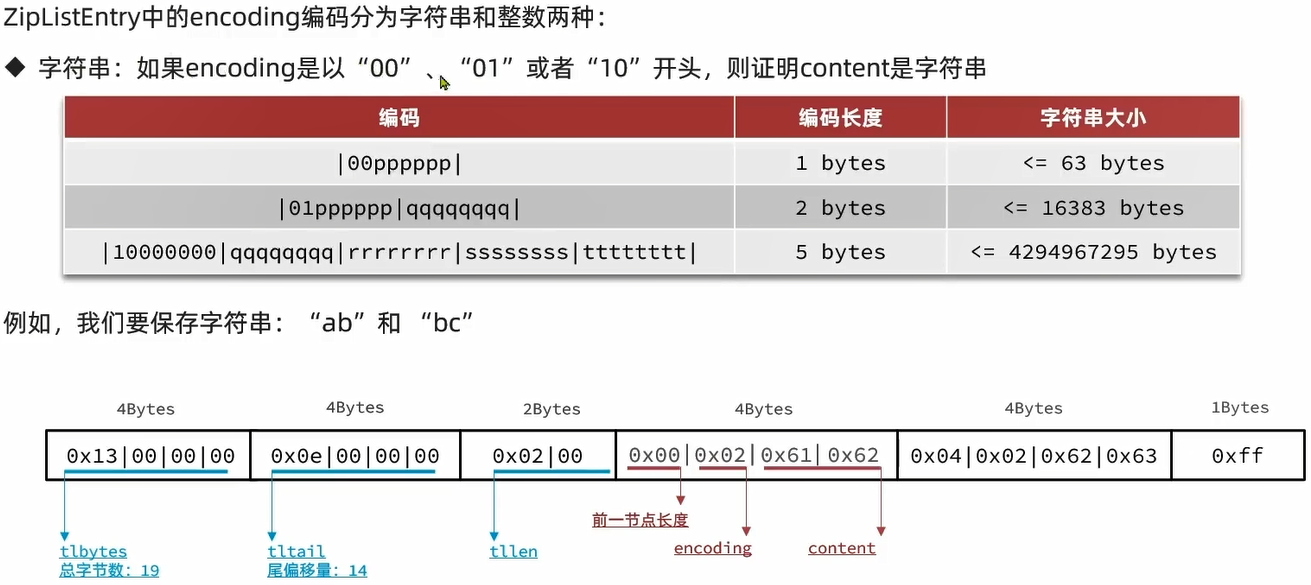 ZipListEntry中的encoding编码分为字符串和整数两种：
◆ 字符串：如果encoding是以“00”、“01”或者“10”开头，则证明content是字符串
编码 编码长度 字符串大小
|00pppppp| 1 bytes <= 63 bytes
|01pppppp|qqqqqqqq| 2 bytes <= 16383 bytes
|10000000|qqqqqqqq|rrrrrrrr|ssssssss|tttttttt| 5 bytes <= 4294967295 bytes
例如，我们要保存字符串：“ab”和 “bc”
4Bytes 4Bytes 2Bytes 4Bytes 4Bytes 1Bytes
0x13|00|00|00 0x0e|00|00|00 0x02|00 0x00|0x02|0x61|0x62 0x04|0x02|0x62|0x63 0xff
前一节点长度
tlbytes tltail tllen encoding content
总字节数：19 尾偏移量：14